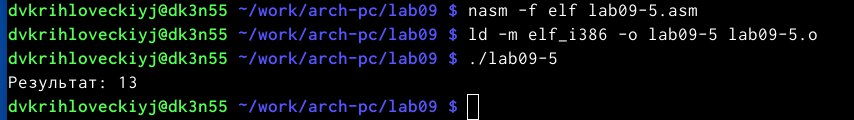 dvkrihloveckiyj@dk3n55 ~/work/arch-pc/lab09 $ nasm -f elf lab09-5.asm
dvkrihloveckiyj@dk3n55 ~/work/arch-pc/lab09 $ ld -m elf_i386 -o lab09-5 lab09-5.o
dvkrihloveckiyj@dk3n55 ~/work/arch-pc/lab09 $ ./lab09-5
Результат: 13
dvkrihloveckiyj@dk3n55 ~/work/arch-pc/lab09 $